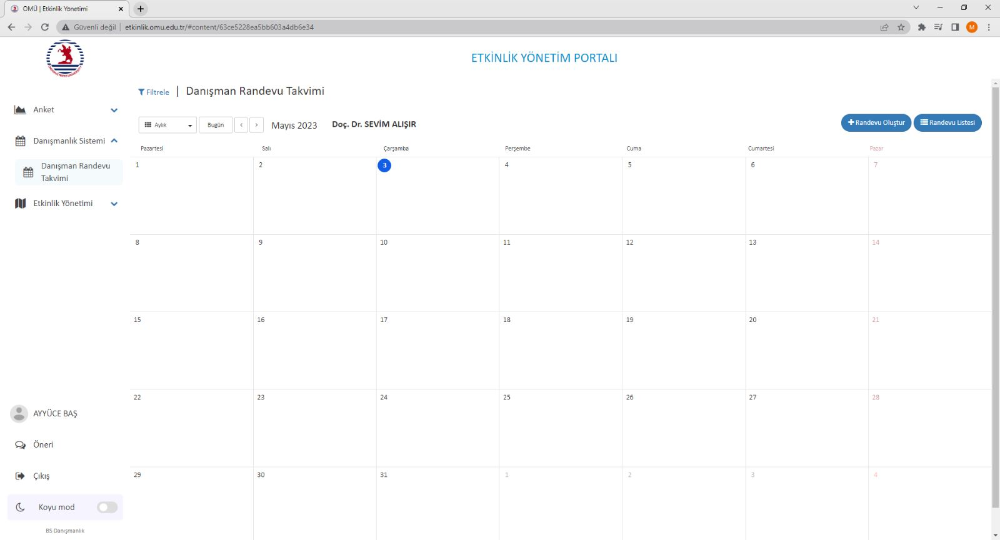 OMÜ | Etkinlik Yönetimi
Güvenli değil
etkinlik.omu.edu.tr/#content/63ce5228ea5bb603a4db6e34
M
ETKİNLİK YÖNETİM PORTALI
Filtrele | Danışman Randevu Takvimi
Anket
Danışmanlık Sistemi
Danışman Randevu
Takvimi
Etkinlik Yönetimi
Aylık
Bugün
< >
Mayıs 2023
Doç. Dr. SEVİM ALIŞIR
+ Randevu Oluştur
Randevu Listesi
Pazartesi Salı Çarşamba Perşembe Cuma Cumartesi Pazar
1 2 3 4 5 6 7
8 9 10 11 12 13 14
15 16 17 18 19 20 21
22 23 24 25 26 27 28
29 30 31 1 2 3 4
AYYÜCE BAŞ
Öneri
Çıkış
Koyu mod
BS Danışmanlık